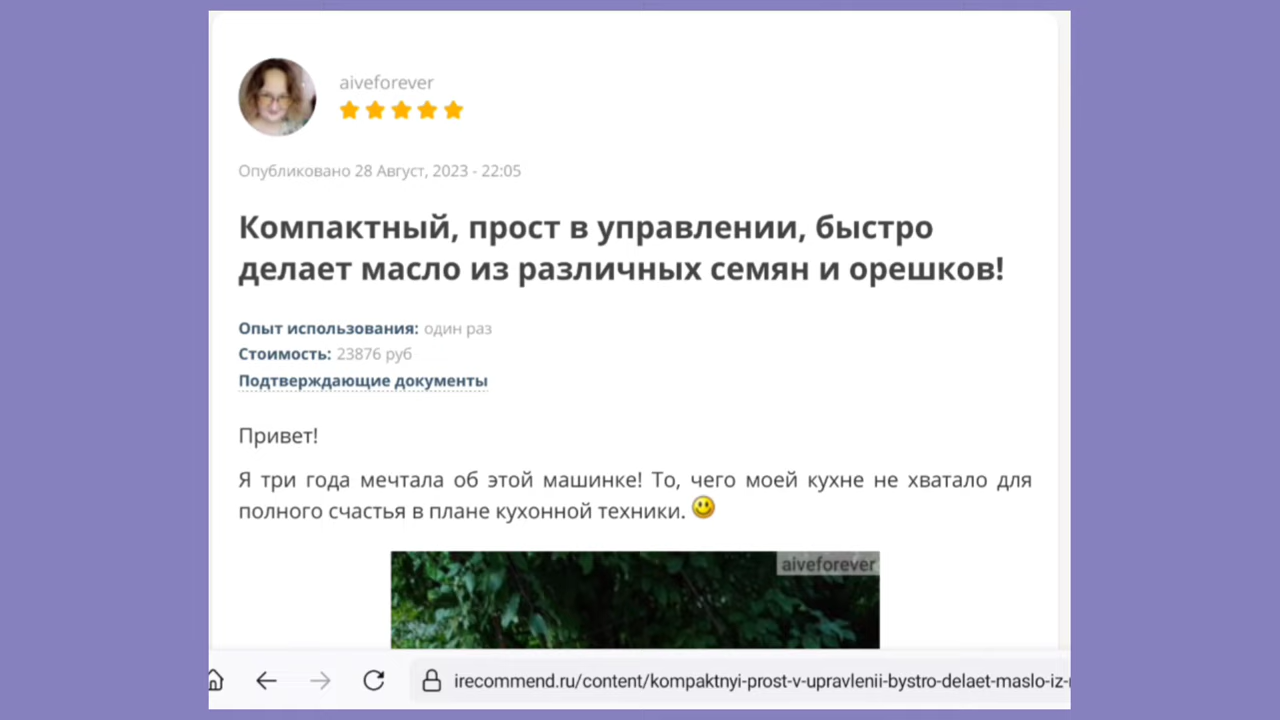 aiveforever
Опубликовано 28 Август, 2023 - 22:05
Компактный, прост в управлении, быстро
делает масло из различных семян и орешков!
Опыт использования: один раз
Стоимость: 23876 руб
Подтверждающие документы
Привет!
Я три года мечтала об этой машинке! То, чего моей кухне не хватало для
полного счастья в плане кухонной техники.
aiveforever
irecommend.ru/content/kompaktnyi-prost-v-upravlenii-bystro-delaet-maslo-iz-